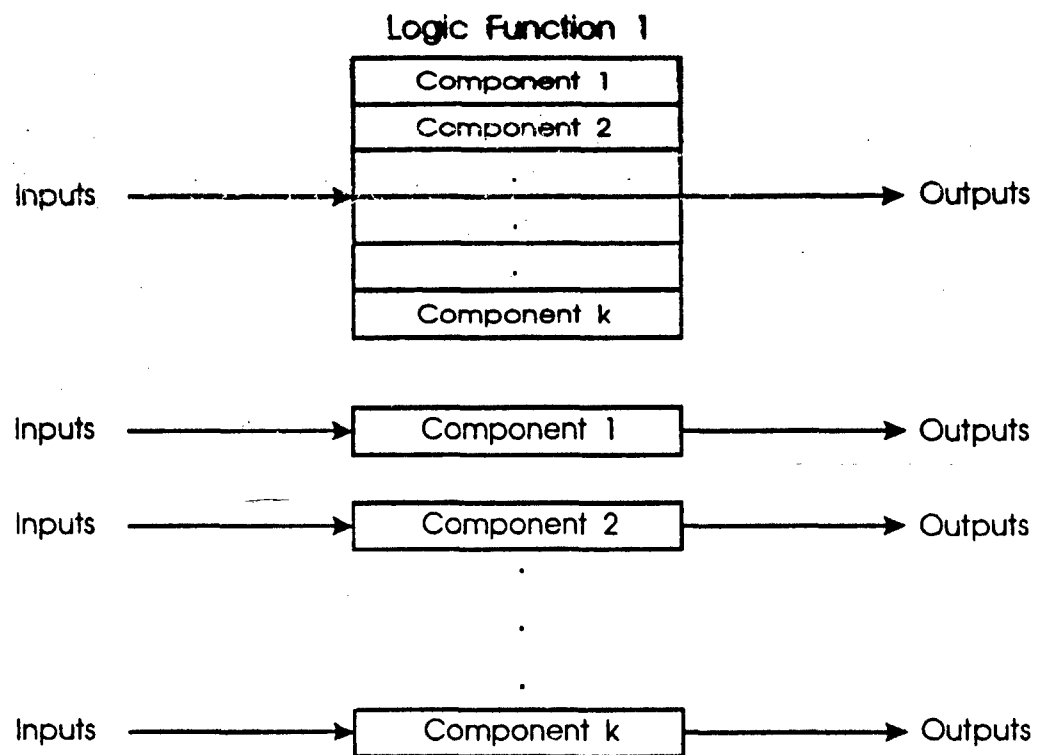 Logic Function 1
Component 1
Component 2
.
Inputs Outputs
.
.
Component k
Inputs Component 1 Outputs
Inputs Component 2 Outputs
.
.
.
Inputs Component k Outputs